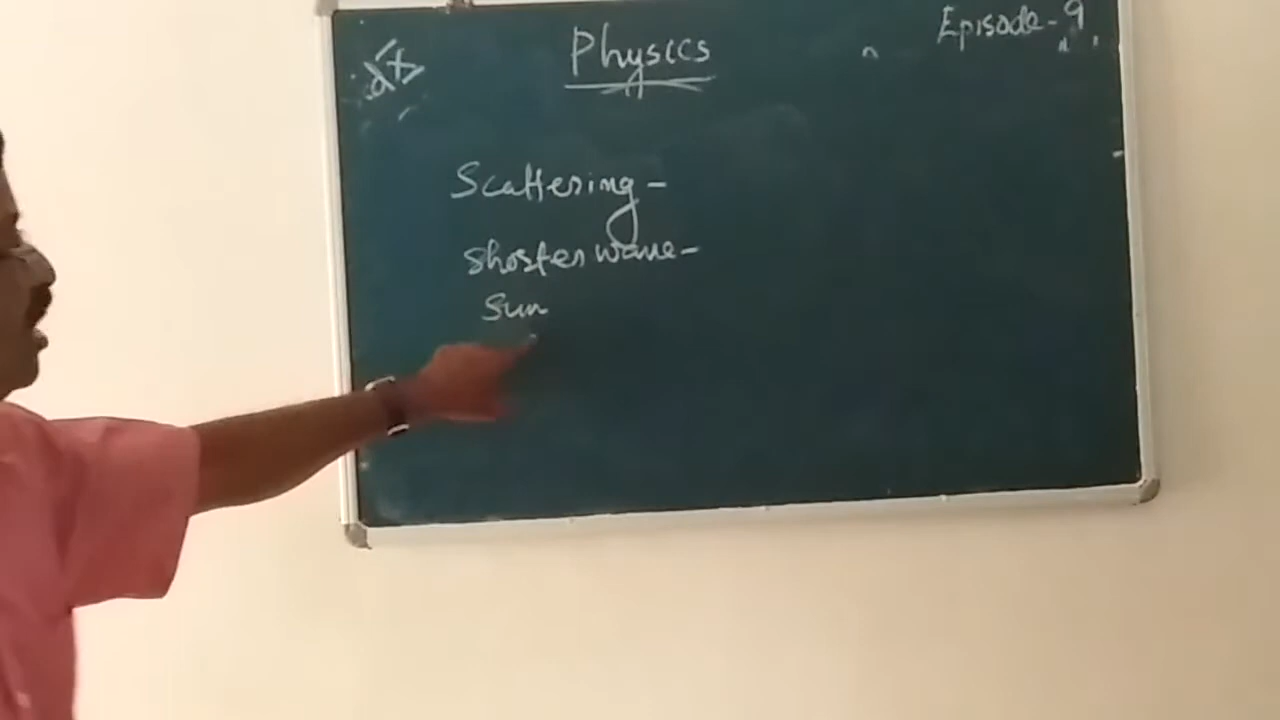 Physics
Episode-9
Scattering-
Shorter wave-
Sun